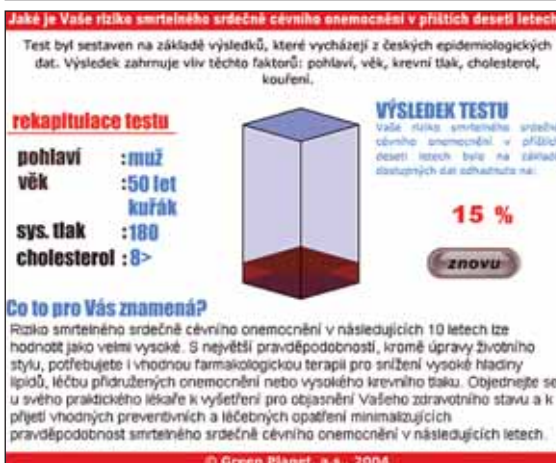 Jaké je Vaše riziko smrtelného srdečně cévního onemocnění v příštích deseti letech
Test byl sestaven na základě výsledků, které vycházejí z českých epidemiologických
dat. Výsledek zahrnuje vliv těchto faktorů: pohlaví, věk, krevní tlak, cholesterol,
kouření.
rekapitulace testu
pohlaví :muž
věk :50 let
kuřák
sys. tlak :180
cholesterol :8>
VÝSLEDEK TESTU
Vaše riziko smrtelného srdečně
cévního onemocnění v příštích
deseti letech bylo na základě
dostupných dat odhadnuto na:
15 %
znovu
Co to pro Vás znamená?
Riziko smrtelného srdečně cévního onemocnění v následujících 10 letech lze
hodnotit jako velmi vysoké. S největší pravděpodobností, kromě úpravy životního
stylu, potřebujete i vhodnou farmakologickou terapii pro snížení vysoké hladiny
lipidů, léčbu přidružených onemocnění nebo vysokého krevního tlaku. Objednejte se
u svého praktického lékaře k vyšetření pro objasnění Vašeho zdravotního stavu a k
přijetí vhodných preventivních a léčebných opatření minimalizujících
pravděpodobnost smrtelného srdečně cévního onemocnění v následujících letech.
© Green Planet, a.s., 2004